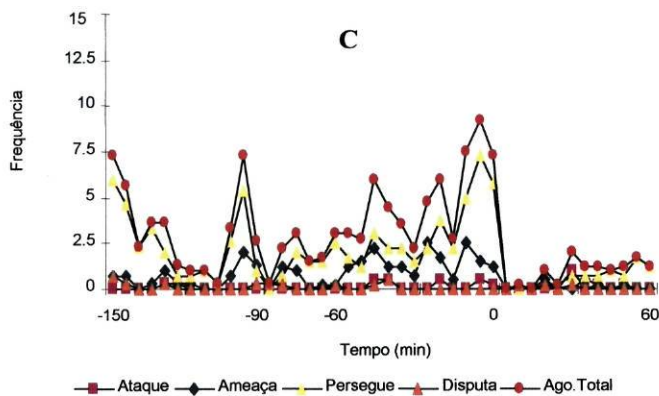 C
15
12.5
10
7.5
5
2.5
0
Frequência
-150 -90 -60 0 60
Tempo (min)
Ataque Ameaça Persegue Disputa Ago.Total